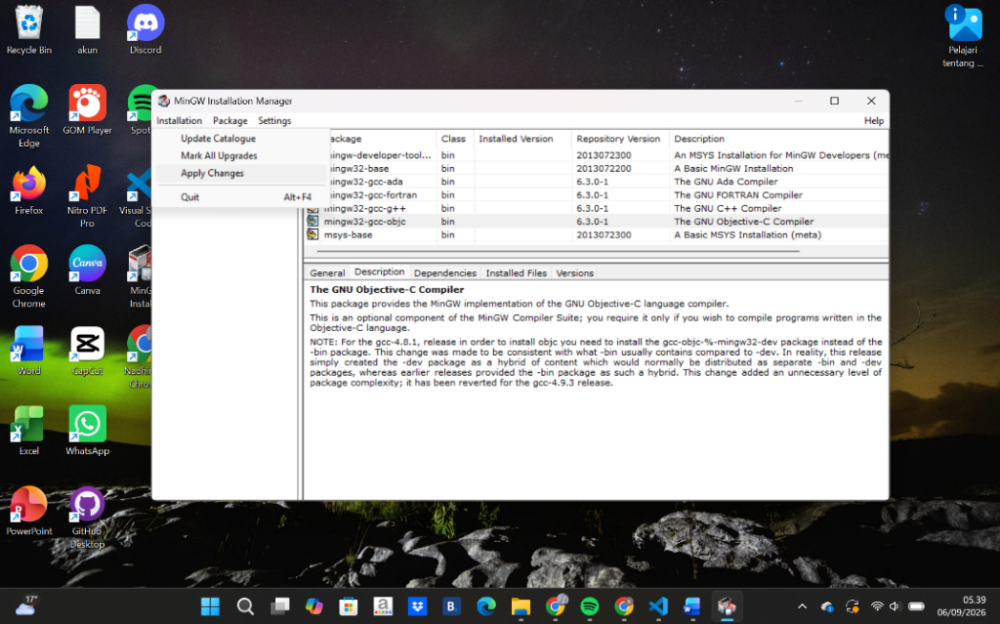 Recycle Bin
akun
Discord
Pelajari
tentang ...
Microsoft
Edge
GOM Player
Spot
Firefox
Nitro PDF
Pro
Visual S
Cod
Google
Chrome
Canva
Canva
MinG
Instal
Word
CapCut
Nadhi
Chro
Excel
WhatsApp
PowerPoint
GitHub
Desktop
MinGW Installation Manager
Installation Package Settings Help
Update Catalogue
Mark All Upgrades
Apply Changes
Quit Alt+F4
ackage Class Installed Version Repository Version Description
ingw-developer-tool... bin 2013072300 An MSYS Installation for MinGW Developers (me
ingw32-base bin 2013072200 A Basic MinGW Installation
ingw32-gcc-ada bin 6.3.0-1 The GNU Ada Compiler
ingw32-gcc-fortran bin 6.3.0-1 The GNU FORTRAN Compiler
mingw32-gcc-g++ bin 6.3.0-1 The GNU C++ Compiler
mingw32-gcc-objc bin 6.3.0-1 The GNU Objective-C Compiler
msys-base bin 2013072300 A Basic MSYS Installation (meta)
General Description Dependencies Installed Files Versions
The GNU Objective-C Compiler
This package provides the MinGW implementation of the GNU Objective-C language compiler.
This is an optional component of the MinGW Compiler Suite; you require it only if you wish to compile programs written in the
Objective-C language.
NOTE: For the gcc-4.8.1, release in order to install objc you need to install the gcc-objc-%-mingw32-dev package instead of the
-bin package. This change was made to be consistent with what -bin usually contains compared to -dev. In reality, this release
simply created the -dev package as a hybrid of content which would normally be distributed as separate -bin and -dev
packages, whereas earlier releases provided the -bin package as such a hybrid. This change added an unnecessary level of
package complexity; it has been reverted for the gcc-4.9.3 release.
17°
a
B.
05.39
06/09/2026